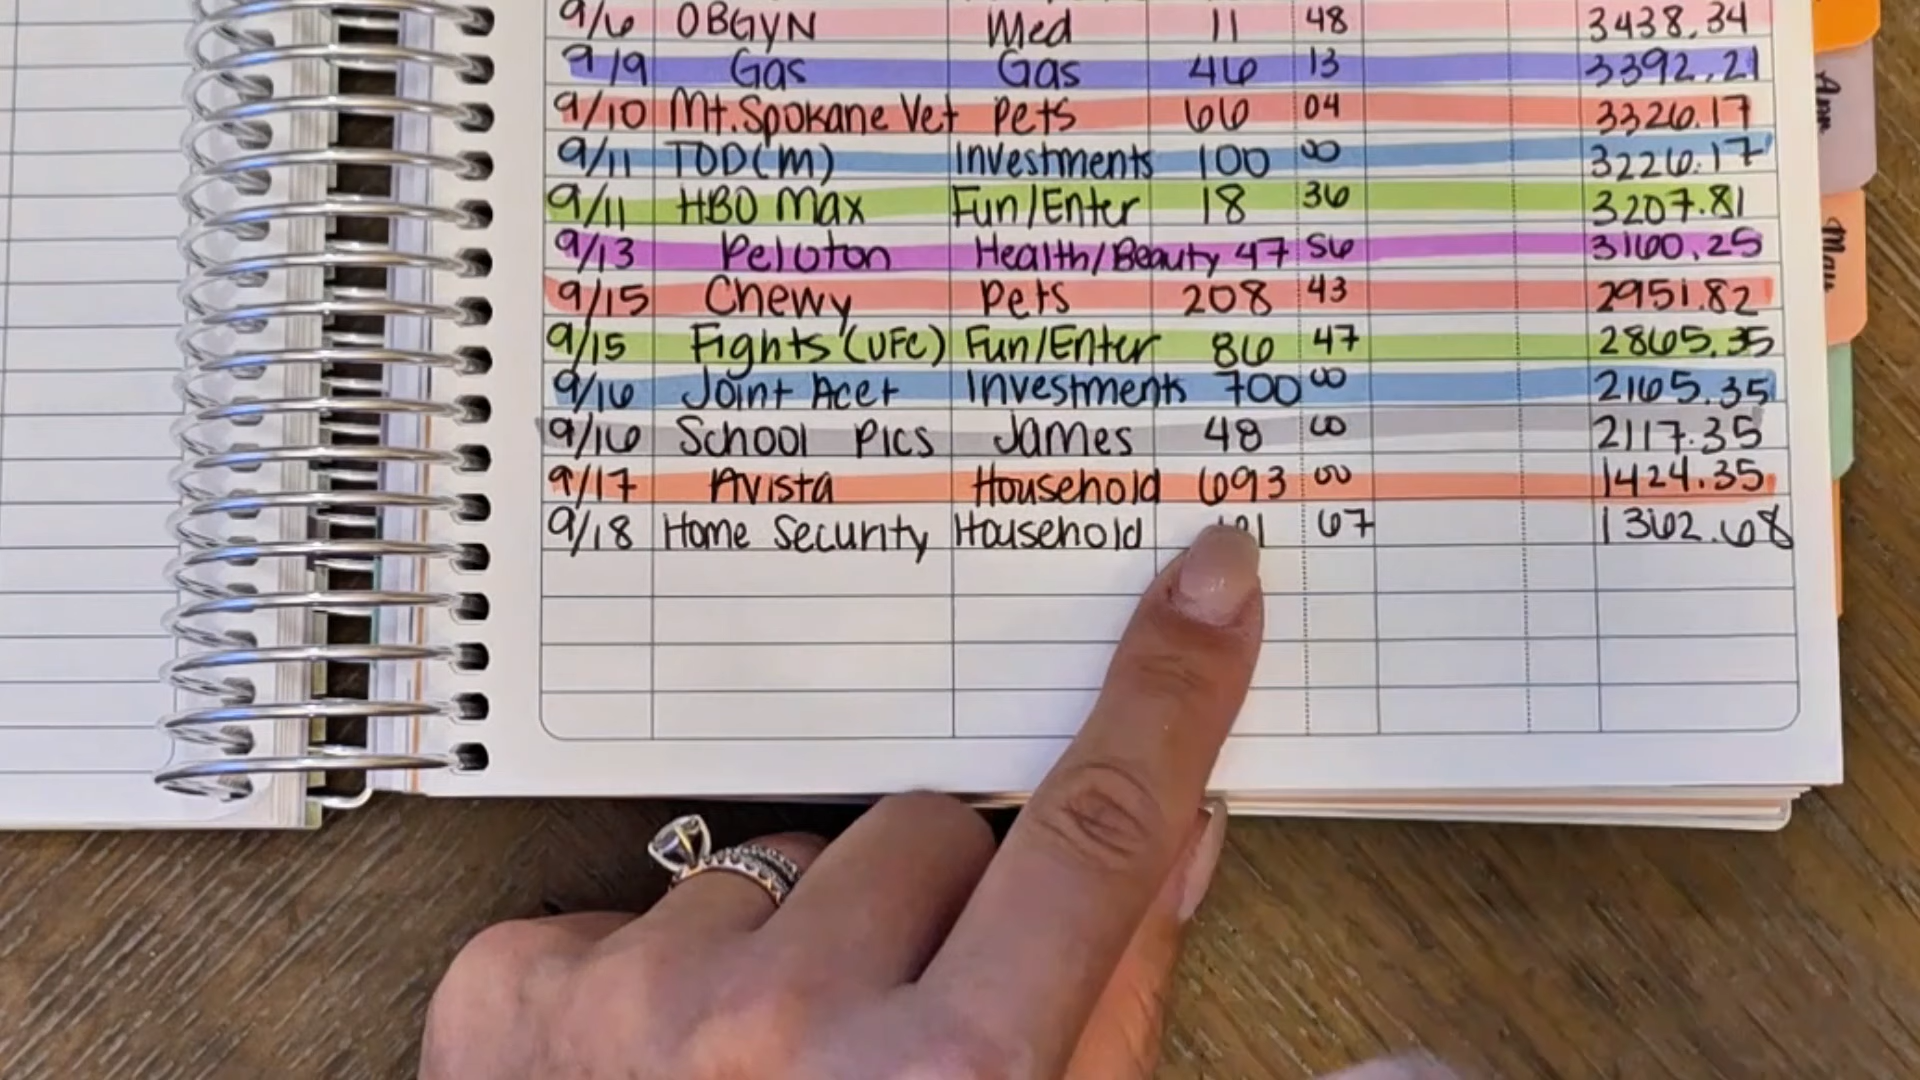 9/6 OBGYN Med 11 48 3438.34
9/9 Gas Gas 46 13 3392.21
9/10 Mt.Spokane Vet Pets 66 04 3326.17
9/11 TOD(M) Investments 100 00 3226.17
9/11 HBO Max Fun/Enter 18 36 3207.81
9/13 Peloton Health/Beauty 47 56 3160.25
9/15 Chewy Pets 208 43 2951.82
9/15 Fights (UFC) Fun/Enter 86 47 2865.35
9/16 Joint Acct Investments 700 00 2165.35
9/16 School Pics James 48 00 2117.35
9/17 Avista Household 693 00 1424.35
9/18 Home Security Household 67 1362.68
May